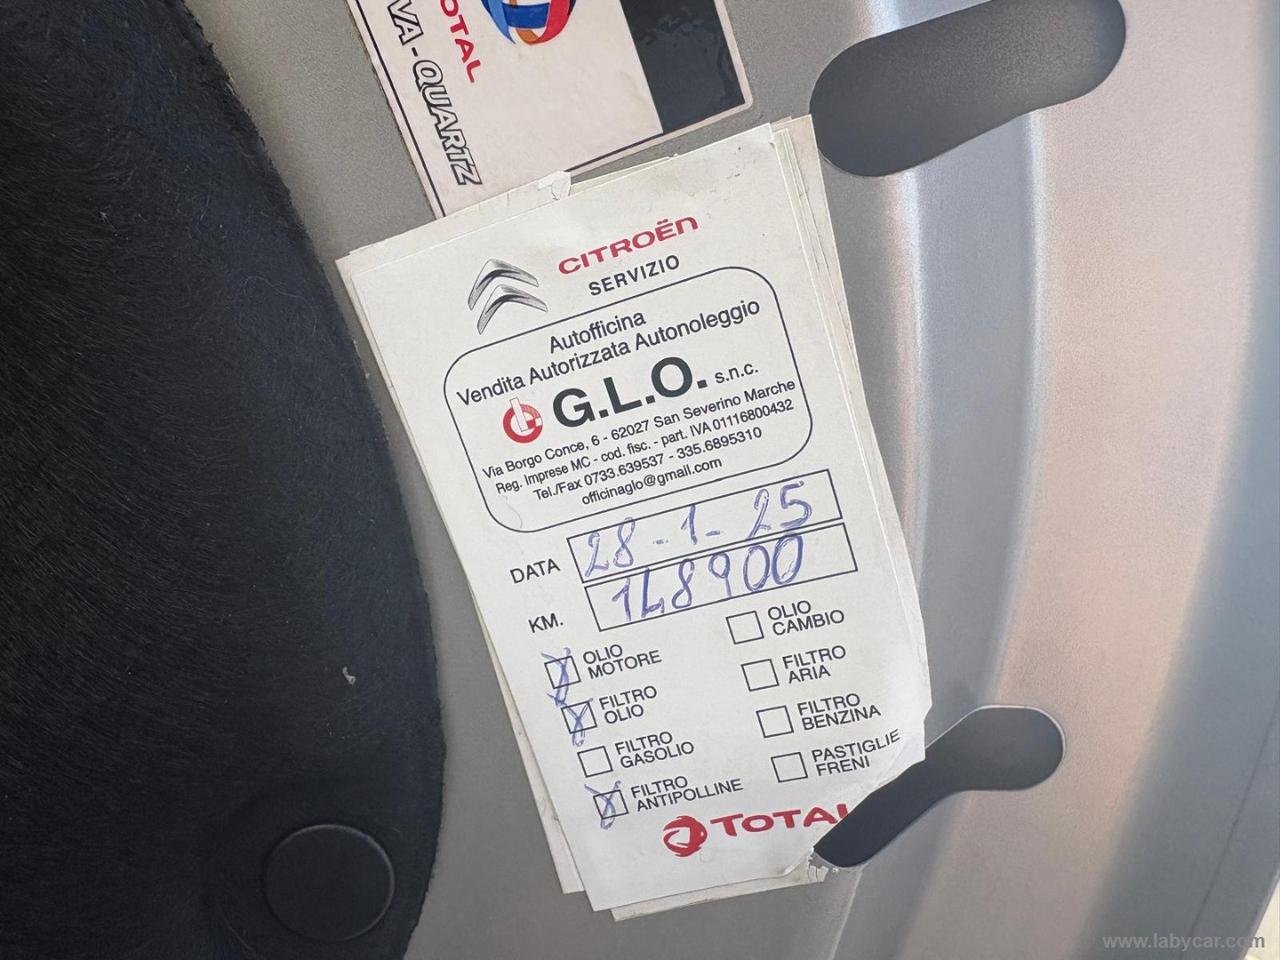 TOTAL
VA - QUARTZ
CITROËN
SERVIZIO
Autofficina
Vendita Autorizzata Autonoleggio
G.L.O. s.n.c.
Via Borgo Conce, 6 - 62027 San Severino Marche
Reg. Imprese MC - cod. fisc. - part. IVA 01116800432
Tel./Fax 0733.639537 - 335.6895310
officinaglo@gmail.com
DATA 28-1-25
KM. 148900
OLIO MOTORE
FILTRO OLIO
FILTRO GASOLIO
FILTRO ANTIPOLLINE
OLIO CAMBIO
FILTRO ARIA
FILTRO BENZINA
PASTIGLIE FRENI
TOTAL
www.labycar.com